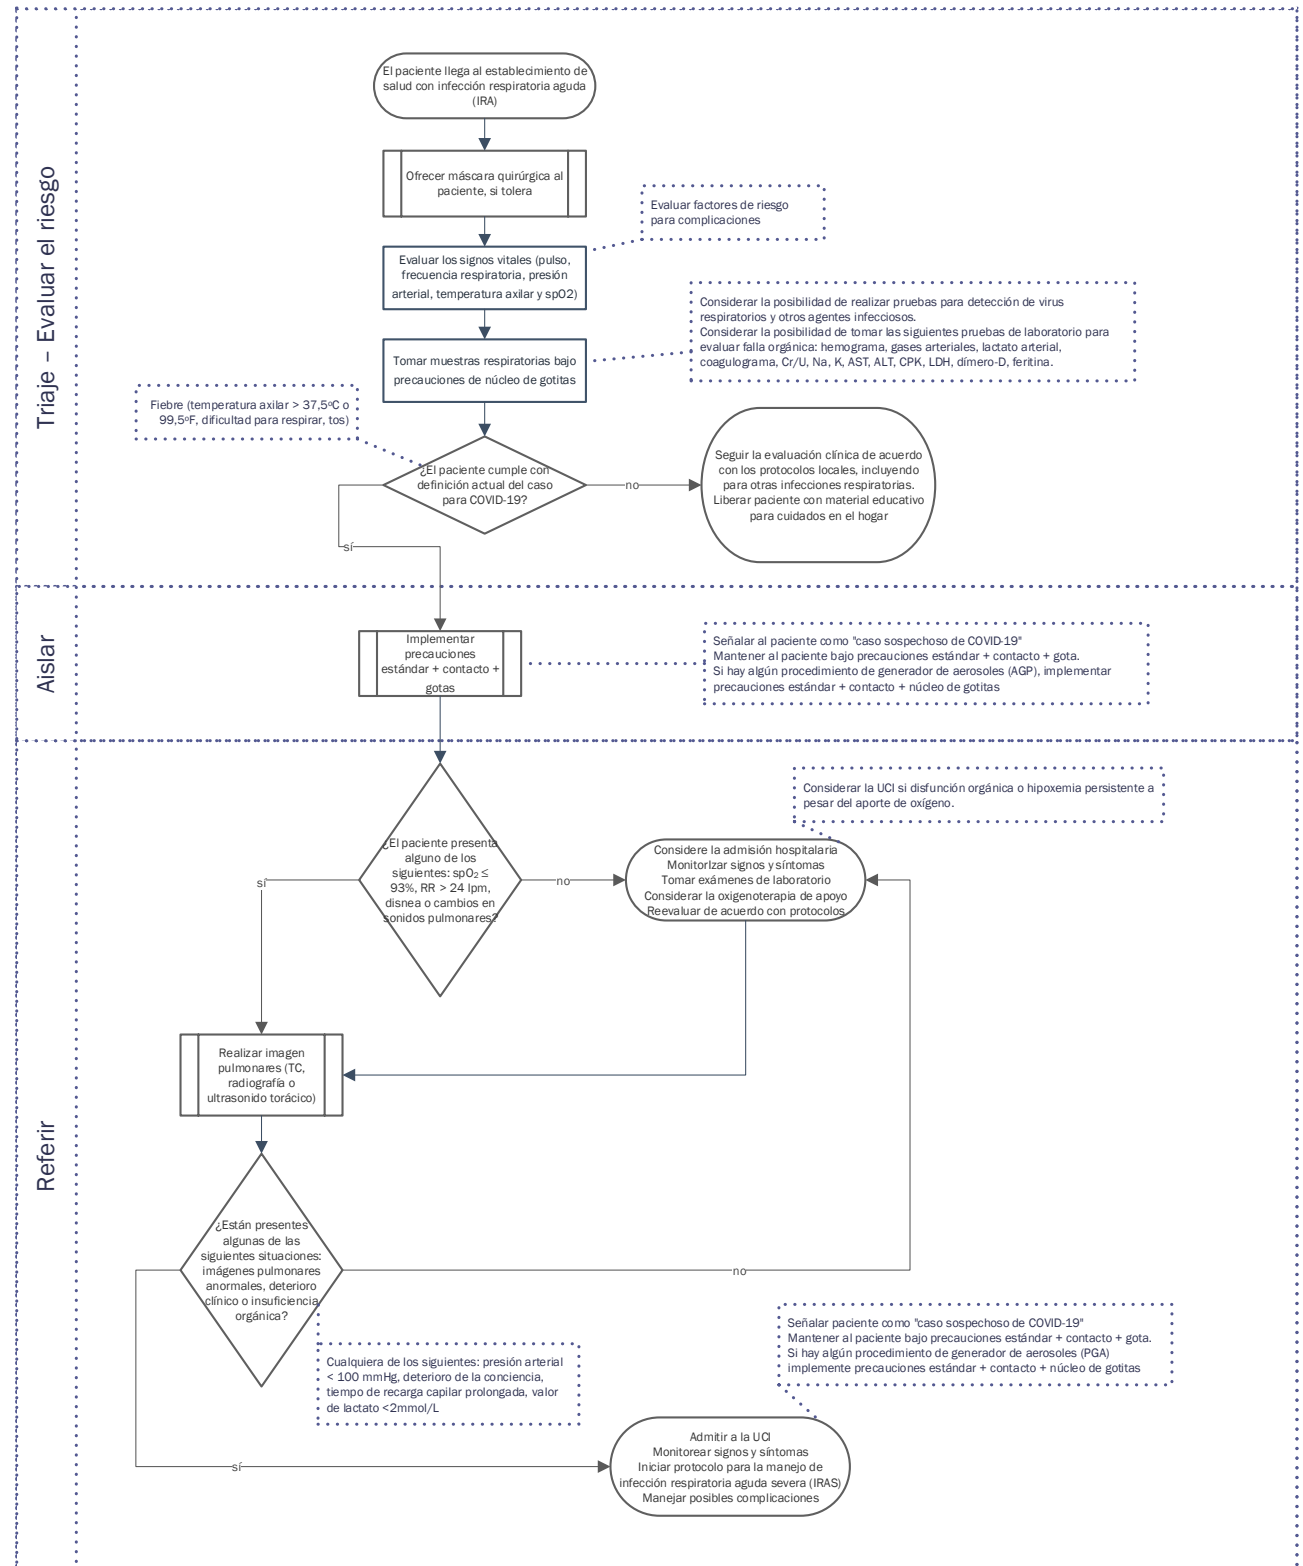 Triaje – Evaluar el riesgo
El paciente llega al establecimiento de
salud con infección respiratoria aguda
(IRA)
Ofrecer máscara quirúrgica al
paciente, si tolera
Evaluar factores de riesgo
para complicaciones
Evaluar los signos vitales (pulso,
frecuencia respiratoria, presión
arterial, temperatura axilar y spO2)
Considerar la posibilidad de realizar pruebas para detección de virus
respiratorios y otros agentes infecciosos.
Considerar la posibilidad de tomar las siguientes pruebas de laboratorio para
evaluar falla orgánica: hemograma, gases arteriales, lactato arterial,
coagulograma, Cr/U, Na, K, AST, ALT, CPK, LDH, dímero-D, feritina.
Tomar muestras respiratorias bajo
precauciones de núcleo de gotitas
Fiebre (temperatura axilar > 37,5ºC o
99,5ºF, dificultad para respirar, tos)
¿El paciente cumple con
definición actual del caso
para COVID-19?
no
Seguir la evaluación clínica de acuerdo
con los protocolos locales, incluyendo
para otras infecciones respiratorias.
Liberar paciente con material educativo
para cuidados en el hogar
sí
Aislar
Implementar
precauciones
estándar + contacto +
gotas
Señalar al paciente como "caso sospechoso de COVID-19"
Mantener al paciente bajo precauciones estándar + contacto + gota.
Si hay algún procedimiento de generador de aerosoles (AGP), implementar
precauciones estándar + contacto + núcleo de gotitas
Referir
Considerar la UCI si disfunción orgánica o hipoxemia persistente a
pesar del aporte de oxígeno.
¿El paciente presenta
alguno de los
siguientes: spO₂ ≤
93%, RR > 24 lpm,
disnea o cambios en
sonidos pulmonares?
sí
no
Considere la admisión hospitalaria
MonitorIzar signos y síntomas
Tomar exámenes de laboratorio
Considerar la oxigenoterapia de apoyo
Reevaluar de acuerdo con protocolos
Realizar imagen
pulmonares (TC,
radiografía o
ultrasonido torácico)
¿Están presentes
algunas de las
siguientes situaciones:
imágenes pulmonares
anormales, deterioro
clínico o insuficiencia
orgánica?
no
Cualquiera de los siguientes: presión arterial
< 100 mmHg, deterioro de la conciencia,
tiempo de recarga capilar prolongada, valor
de lactato <2mmol/L
Señalar paciente como "caso sospechoso de COVID-19"
Mantener al paciente bajo precauciones estándar + contacto + gota.
Si hay algún procedimiento de generador de aerosoles (PGA)
implemente precauciones estándar + contacto + núcleo de gotitas
sí
Admitir a la UCI
Monitorear signos y síntomas
Iniciar protocolo para la manejo de
infección respiratoria aguda severa (IRAS)
Manejar posibles complicaciones